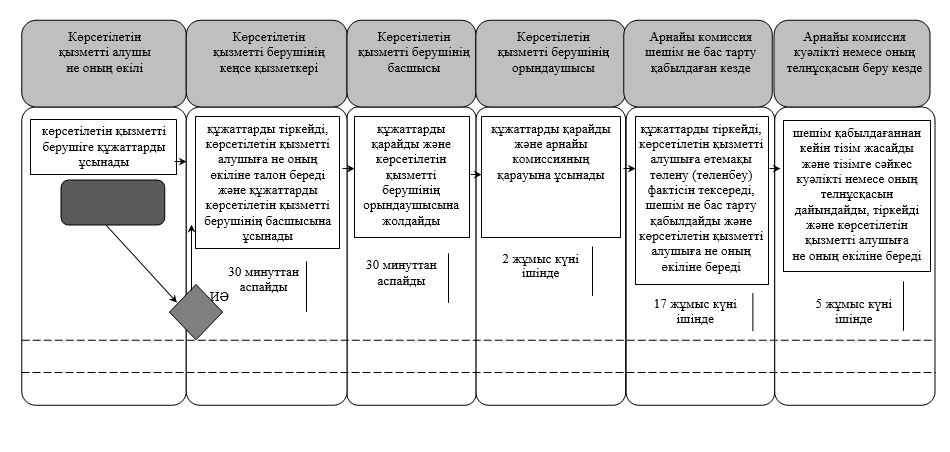 Көрсетілетін
қызметті алушы
не оның өкілі
Көрсетілетін
қызметті берушінің
кеңсе қызметкері
Көрсетілетін
қызметті берушінің
басшысы
Көрсетілетін
қызметті берушінің
орындаушысы
Арнайы комиссия
шешім не бас тарту
қабылдаған кезде
Арнайы комиссия
куәлікті немесе оның
телнұсқасын беру кезде
көрсетілетін қызметті
берушіге құжаттарды
ұсынады
құжаттарды тіркейді,
көрсетілетін қызметті
алушыға не оның
өкіліне талон береді
және құжаттарды
көрсетілетін қызметті
берушінің басшысына
ұсынады
30 минуттан
аспайды
құжаттарды
қарайды және
көрсетілетін
қызметті
берушінің
орындаушысына
жолдайды
30 минуттан
аспайды
құжаттарды қарайды
және арнайы
комиссияның
қарауына ұсынады
2 жұмыс күні
ішінде
құжаттарды тіркейді,
көрсетілетін қызметті
алушыға өтемақы
төлену (төленбеу)
фактісін тексереді,
шешім не бас тарту
қабылдайды және
көрсетілетін қызметті
алушыға не оның
өкіліне береді
17 жұмыс күні
ішінде
шешім қабылдағаннан
кейін тізім жасайды
және тізімге сәйкес
куәлікті немесе оның
телнұсқасын
дайындайды, тіркейді
және көрсетілетін
қызметті алушыға
не оның өкіліне береді
5 жұмыс күні
ішінде
ИӘ